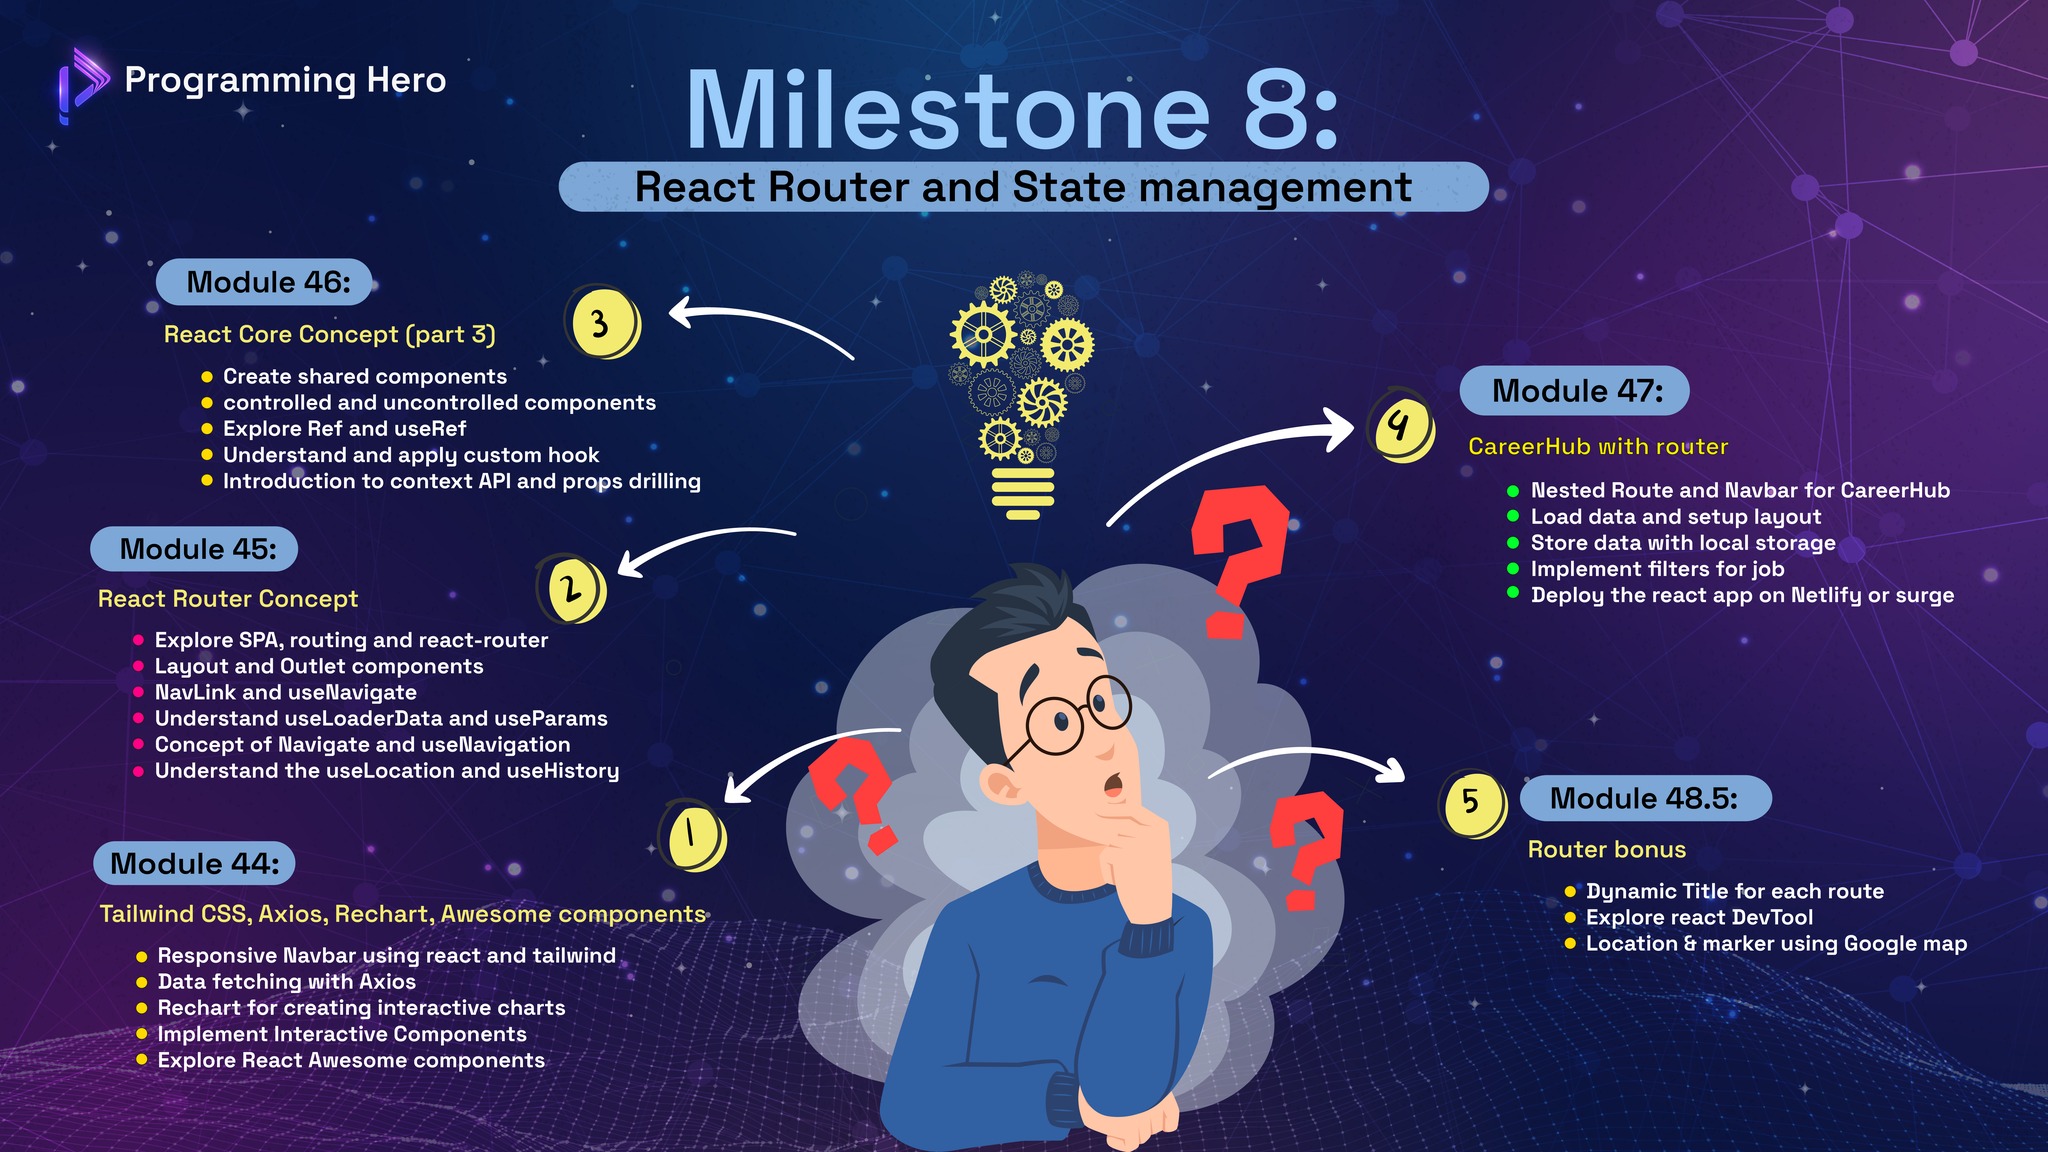 Programming Hero
Milestone 8:
React Router and State management
Module 46:
3
React Core Concept (part 3)
Create shared components
controlled and uncontrolled components
Explore Ref and useRef
Understand and apply custom hook
Introduction to context API and props drilling
Module 45:
2
React Router Concept
Explore SPA, routing and react-router
Layout and Outlet components
NavLink and useNavigate
Understand useLoaderData and useParams
Concept of Navigate and useNavigation
Understand the useLocation and useHistory
1
Module 44:
Tailwind CSS, Axios, Rechart, Awesome components
Responsive Navbar using react and tailwind
Data fetching with Axios
Rechart for creating interactive charts
Implement Interactive Components
Explore React Awesome components
Module 47:
4
CareerHub with router
Nested Route and Navbar for CareerHub
Load data and setup layout
Store data with local storage
Implement filters for job
Deploy the react app on Netlify or surge
?
?
?
5
Module 48.5:
Router bonus
Dynamic Title for each route
Explore react DevTool
Location & marker using Google map